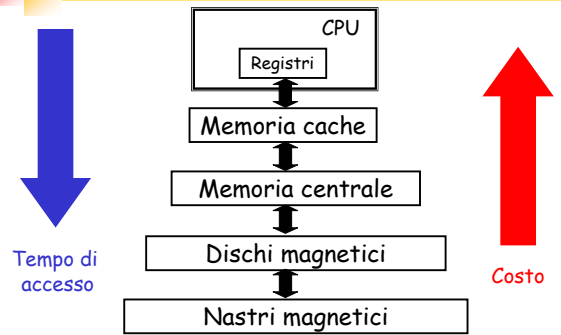 CPU
Registri
Memoria cache
Memoria centrale
Dischi magnetici
Nastri magnetici
Tempo di
accesso
Costo